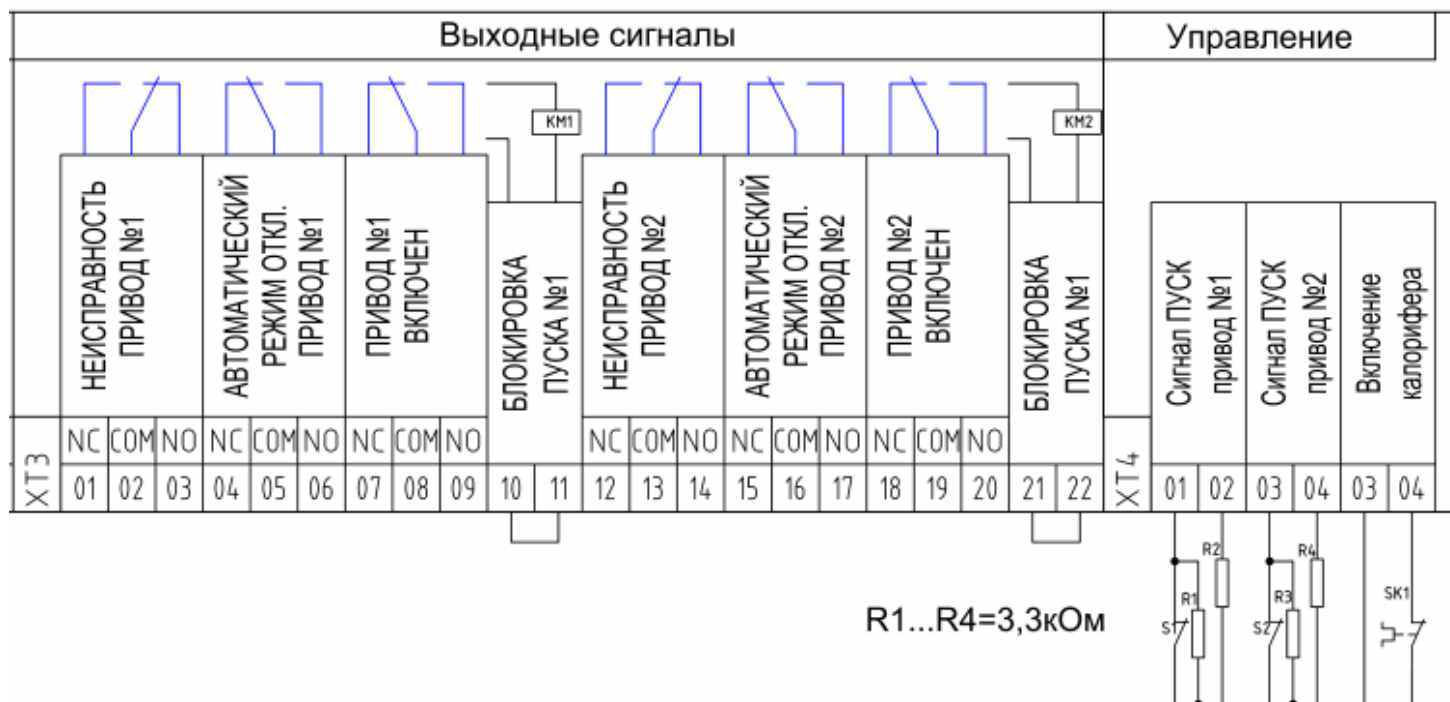 Выходные сигналы
Управление
KM1
KM2
НЕИСПРАВНОСТЬ
ПРИВОД №1
АВТОМАТИЧЕСКИЙ
РЕЖИМ ОТКЛ.
ПРИВОД №1
ПРИВОД №1
ВКЛЮЧЕН
БЛОКИРОВКА
ПУСКА №1
НЕИСПРАВНОСТЬ
ПРИВОД №2
АВТОМАТИЧЕСКИЙ
РЕЖИМ ОТКЛ.
ПРИВОД №2
ПРИВОД №2
ВКЛЮЧЕН
БЛОКИРОВКА
ПУСКА №1
Сигнал ПУСК
привод №1
Сигнал ПУСК
привод №2
Включение
калорифера
NC COM NO NC COM NO NC COM NO NC COM NO NC COM NO NC COM NO
XT3 01 02 03 04 05 06 07 08 09 10 11 12 13 14 15 16 17 18 19 20 21 22 XT4 01 02 03 04 03 04
R2 R4
R1 R3 SK1
S1 S2
R1...R4=3,3кОм